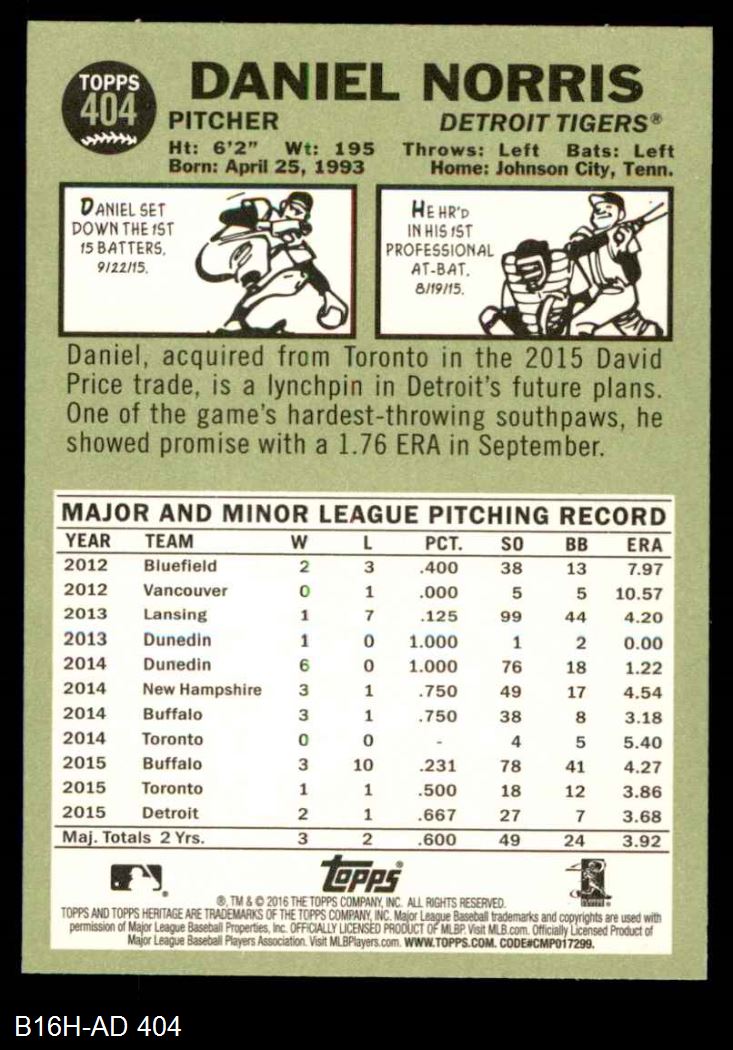 TOPPS
404
DANIEL NORRIS
PITCHER DETROIT TIGERS®
Ht: 6'2" Wt: 195 Throws: Left Bats: Left
Born: April 25, 1993 Home: Johnson City, Tenn.
DANIEL SET
DOWN THE 1ST
15 BATTERS,
9/22/15.
HE HR'D
IN HIS 1ST
PROFESSIONAL
AT-BAT,
8/19/15.
Daniel, acquired from Toronto in the 2015 David
Price trade, is a lynchpin in Detroit's future plans.
One of the game's hardest-throwing southpaws, he
showed promise with a 1.76 ERA in September.
MAJOR AND MINOR LEAGUE PITCHING RECORD
YEAR TEAM W L PCT. SO BB ERA
2012 Bluefield 2 3 .400 38 13 7.97
2012 Vancouver 0 1 .000 5 5 10.57
2013 Lansing 1 7 .125 99 44 4.20
2013 Dunedin 1 0 1.000 1 2 0.00
2014 Dunedin 6 0 1.000 76 18 1.22
2014 New Hampshire 3 1 .750 49 17 4.54
2014 Buffalo 3 1 .750 38 8 3.18
2014 Toronto 0 0 - 4 5 5.40
2015 Buffalo 3 10 .231 78 41 4.27
2015 Toronto 1 1 .500 18 12 3.86
2015 Detroit 2 1 .667 27 7 3.68
Maj. Totals 2 Yrs. 3 2 .600 49 24 3.92
topps®
®, TM & © 2016 THE TOPPS COMPANY, INC. ALL RIGHTS RESERVED.
TOPPS AND TOPPS HERITAGE ARE TRADEMARKS OF THE TOPPS COMPANY, INC. Major League Baseball trademarks and copyrights are used with
permission of Major League Baseball Properties, Inc. OFFICIALLY LICENSED PRODUCT OF MLBP. Visit MLB.com. Officially Licensed Product of
Major League Baseball Players Association. Visit MLBPlayers.com. WWW.TOPPS.COM. CODE#CMP017299.
B16H-AD 404